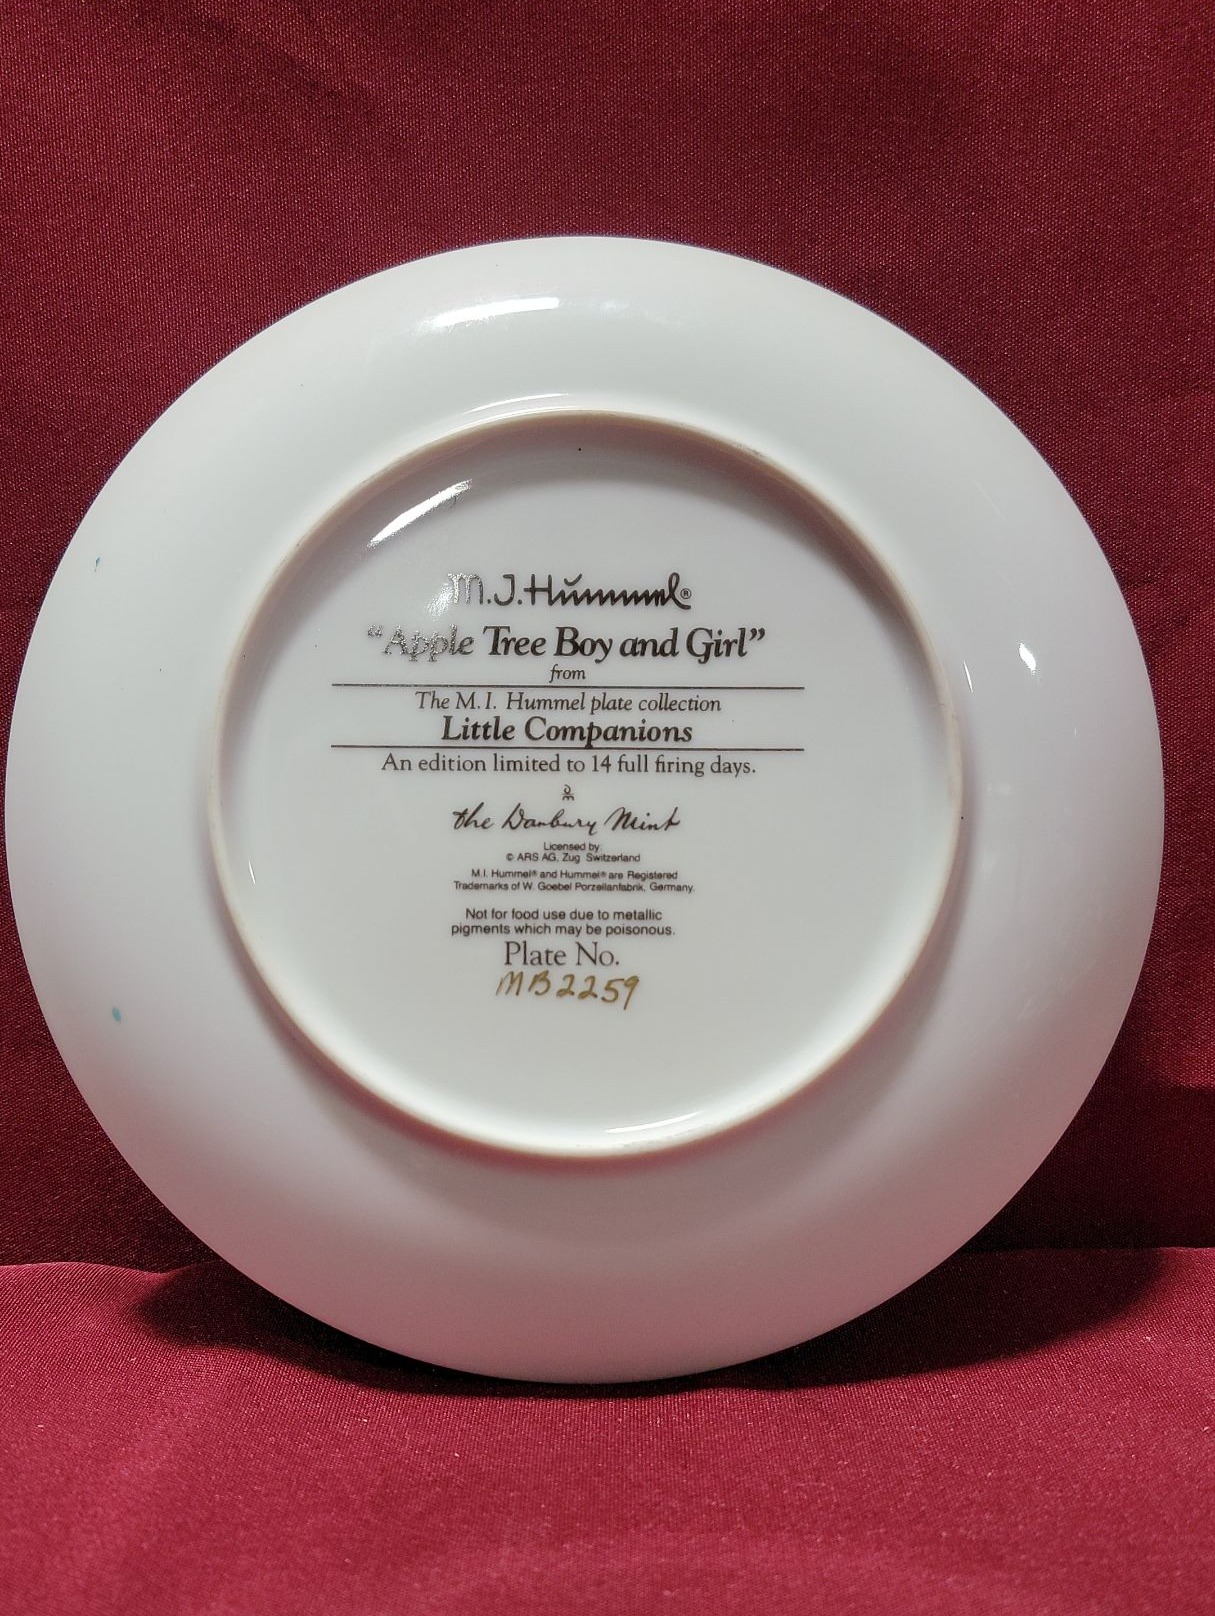 M.J.Hümmel®
“Apple Tree Boy and Girl”
from
The M.I. Hummel plate collection
Little Companions
An edition limited to 14 full firing days.
the Danbury Mint
Licensed by
© ARS AG, Zug Switzerland
M.I. Hummel® and Hummel® are Registered
Trademarks of W. Goebel Porzellanfabrik, Germany.
Not for food use due to metallic
pigments which may be poisonous.
Plate No.
MB2259